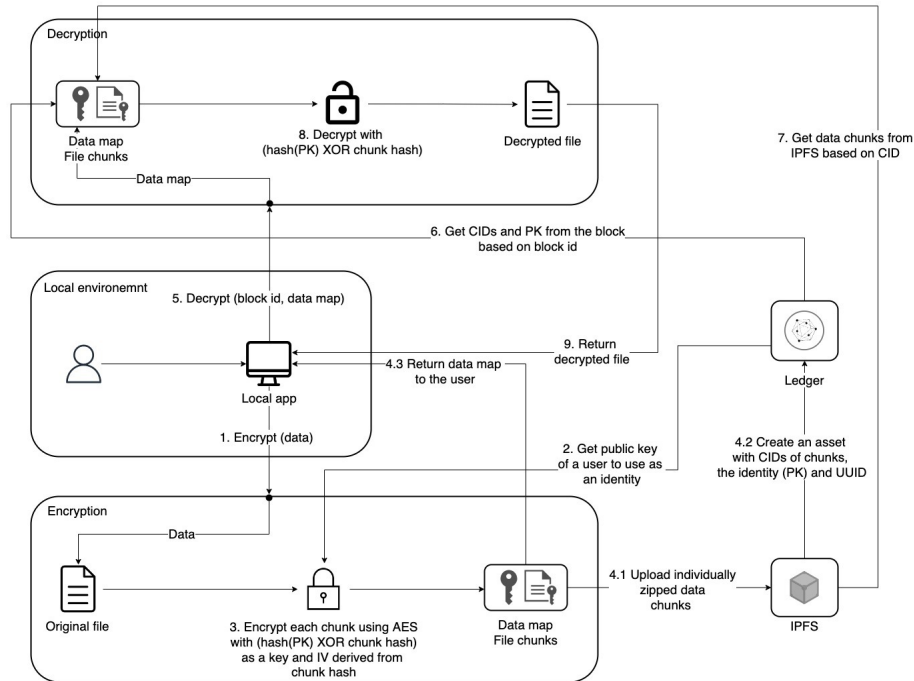 Decryption
Data map
File chunks
8. Decrypt with
(hash(PK) XOR chunk hash)
Decrypted file
7. Get data chunks from
IPFS based on CID
Data map
6. Get CIDs and PK from the block
based on block id
Local environemnt
5. Decrypt (block id, data map)
9. Return
decrypted file
4.3 Return data map
to the user
Local app
Ledger
1. Encrypt (data)
2. Get public key
of a user to use as
an identity
4.2 Create an asset
with CIDs of chunks,
the identity (PK) and UUID
Encryption
Data
Original file
3. Encrypt each chunk using AES
with (hash(PK) XOR chunk hash)
as a key and IV derived from
chunk hash
Data map
File chunks
4.1 Upload individually
zipped data
chunks
IPFS